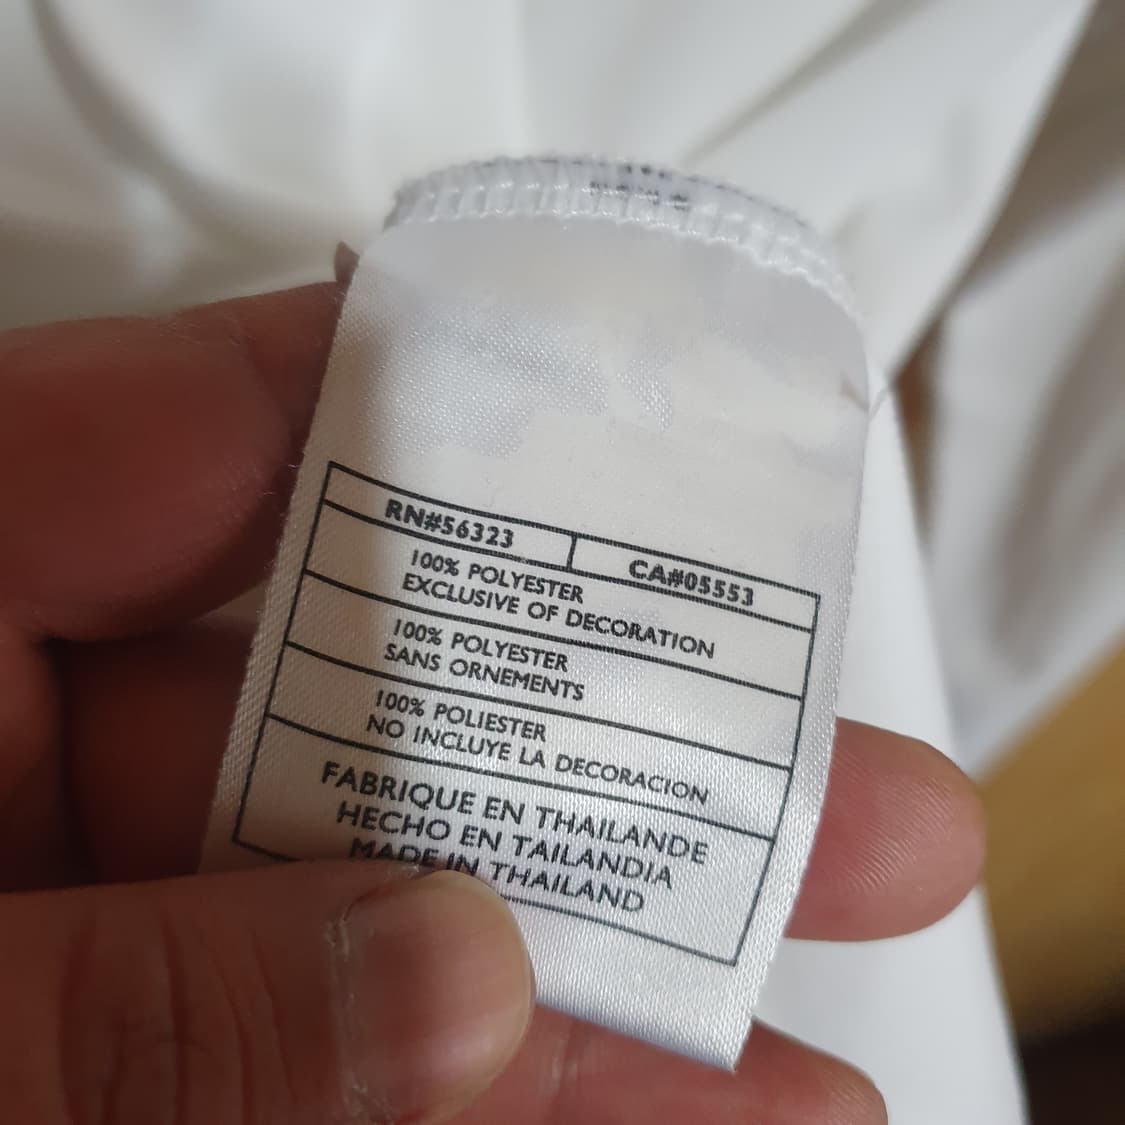 RN#56323 CA#05553
100% POLYESTER
EXCLUSIVE OF DECORATION
100% POLYESTER
SANS ORNEMENTS
100% POLIESTER
NO INCLUYE LA DECORACION
FABRIQUE EN THAILANDE
HECHO EN TAILANDIA
MADE IN THAILAND